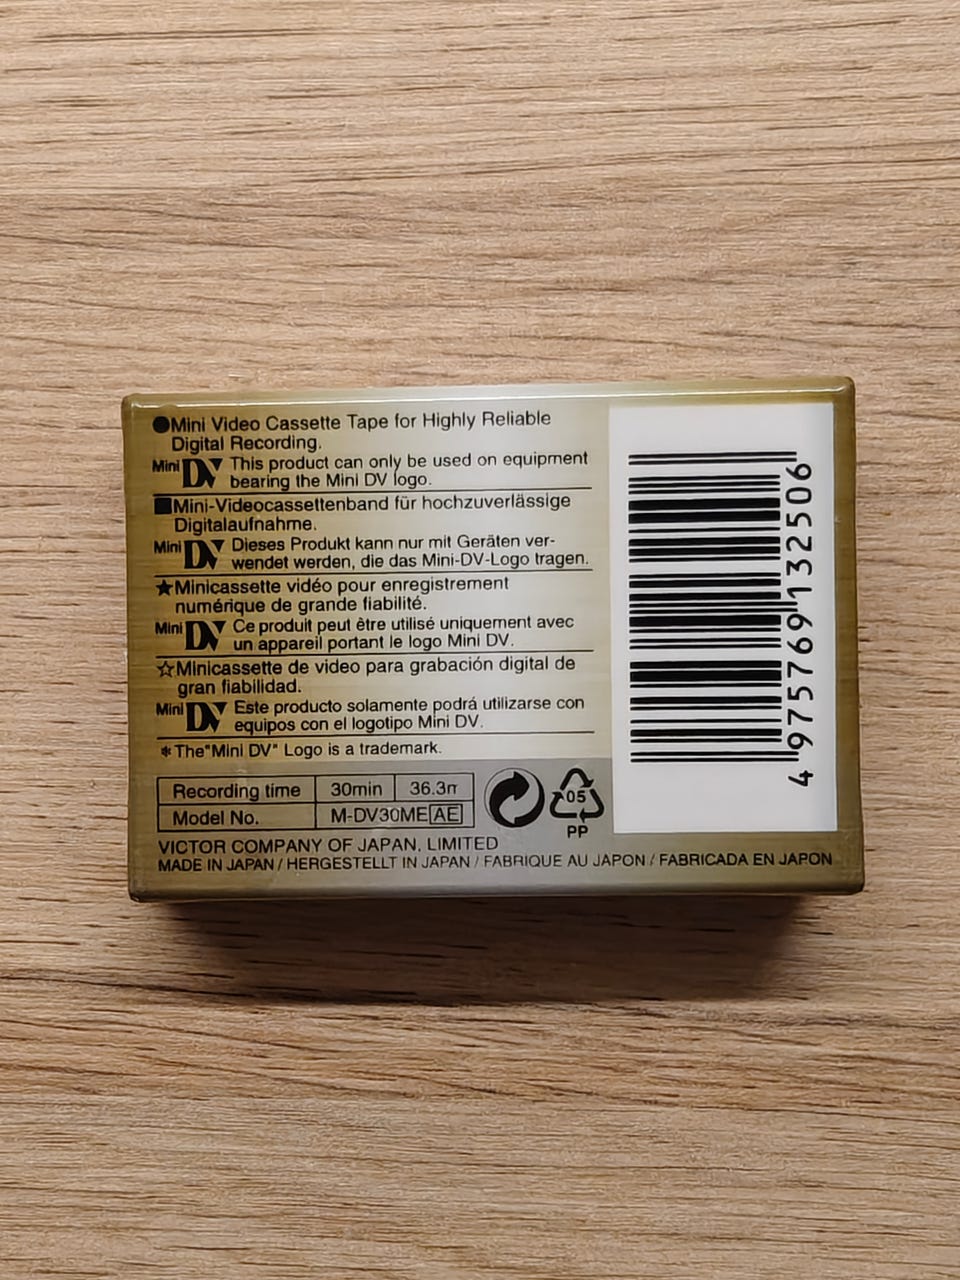 ●Mini Video Cassette Tape for Highly Reliable
Digital Recording.
Mini DV This product can only be used on equipment
bearing the Mini DV logo.
■Mini-Videocassettenband für hochzuverlässige
Digitalaufnahme.
Mini DV Dieses Produkt kann nur mit Geräten ver-
wendet werden, die das Mini-DV-Logo tragen.
★Minicassette vidéo pour enregistrement
numérique de grande fiabilité.
Mini DV Ce produit peut être utilisé uniquement avec
un appareil portant le logo Mini DV.
☆Minicassette de video para grabación digital de
gran fiabilidad.
Mini DV Este producto solamente podrá utilizarse con
equipos con el logotipo Mini DV.
*The"Mini DV" Logo is a trademark.
Recording time 30min 36.3m
Model No. M-DV30ME AE
05
PP
VICTOR COMPANY OF JAPAN, LIMITED
MADE IN JAPAN / HERGESTELLT IN JAPAN / FABRIQUE AU JAPON / FABRICADA EN JAPON
4 975769 132506